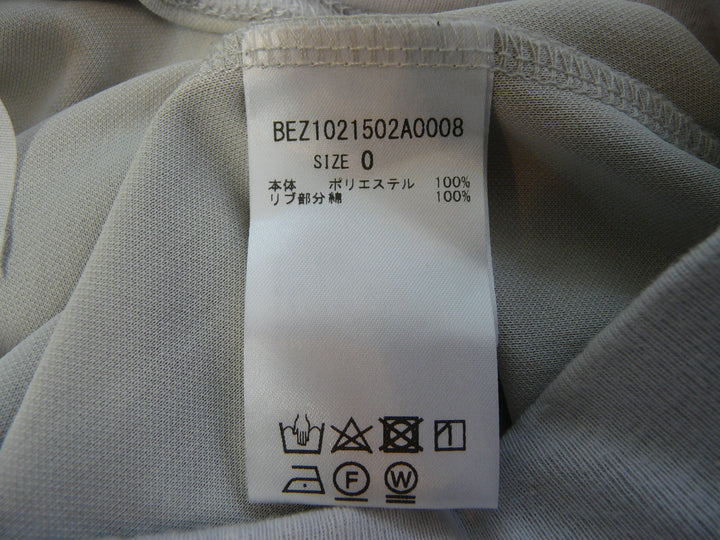 BEZ1021502A0008
SIZE 0
本体 ポリエステル 100%
リブ部分綿 100%
F W